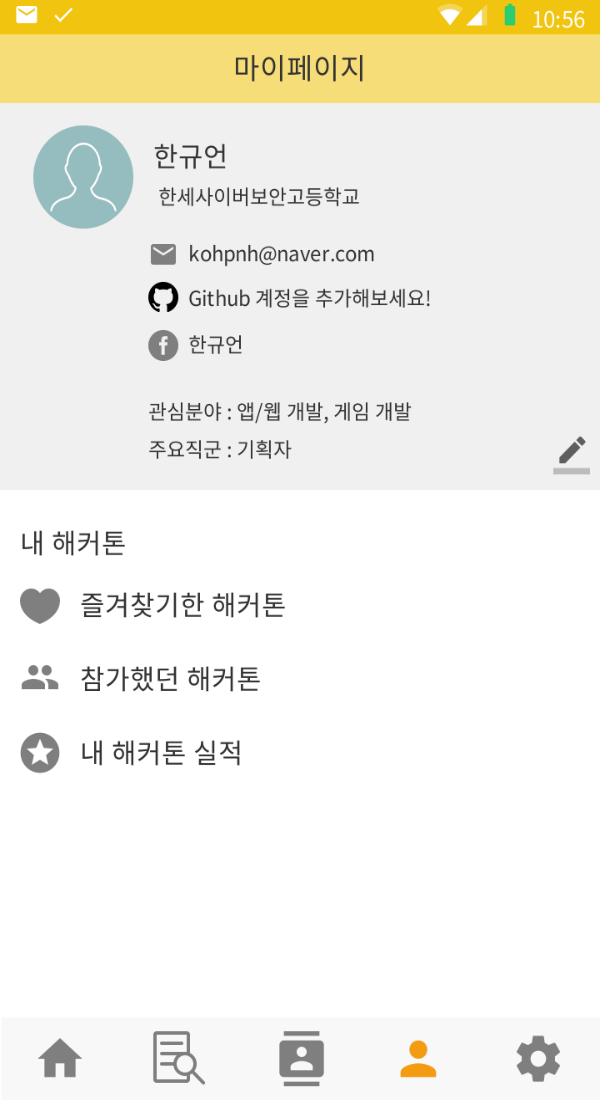 10:56
마이페이지
한규언
한세사이버보안고등학교
kohpnh@naver.com
Github 계정을 추가해보세요!
한규언
관심분야 : 앱/웹 개발, 게임 개발
주요직군 : 기획자
내 해커톤
즐겨찾기한 해커톤
참가했던 해커톤
내 해커톤 실적